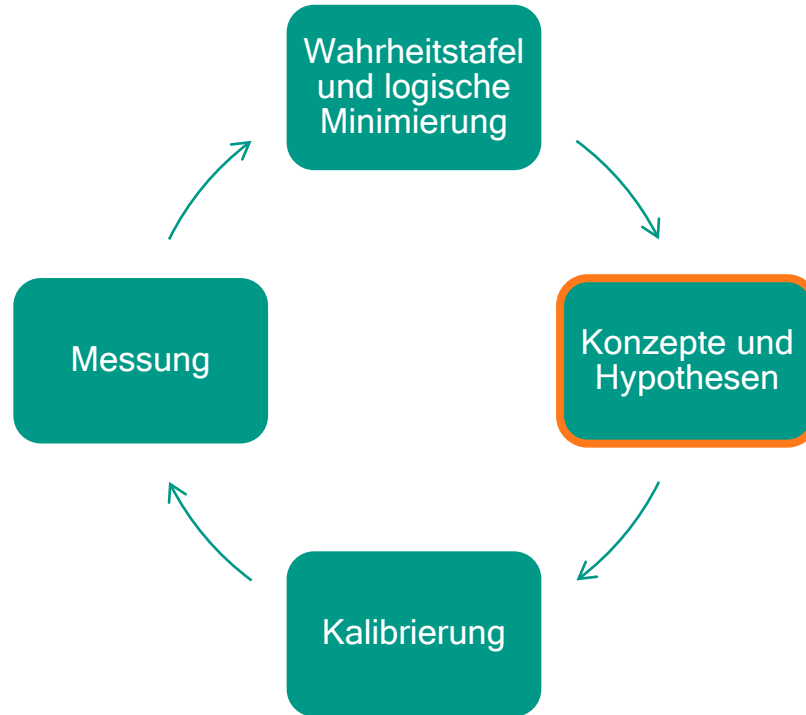 Wahrheitstafel
und logische
Minimierung
Messung
Konzepte und
Hypothesen
Kalibrierung